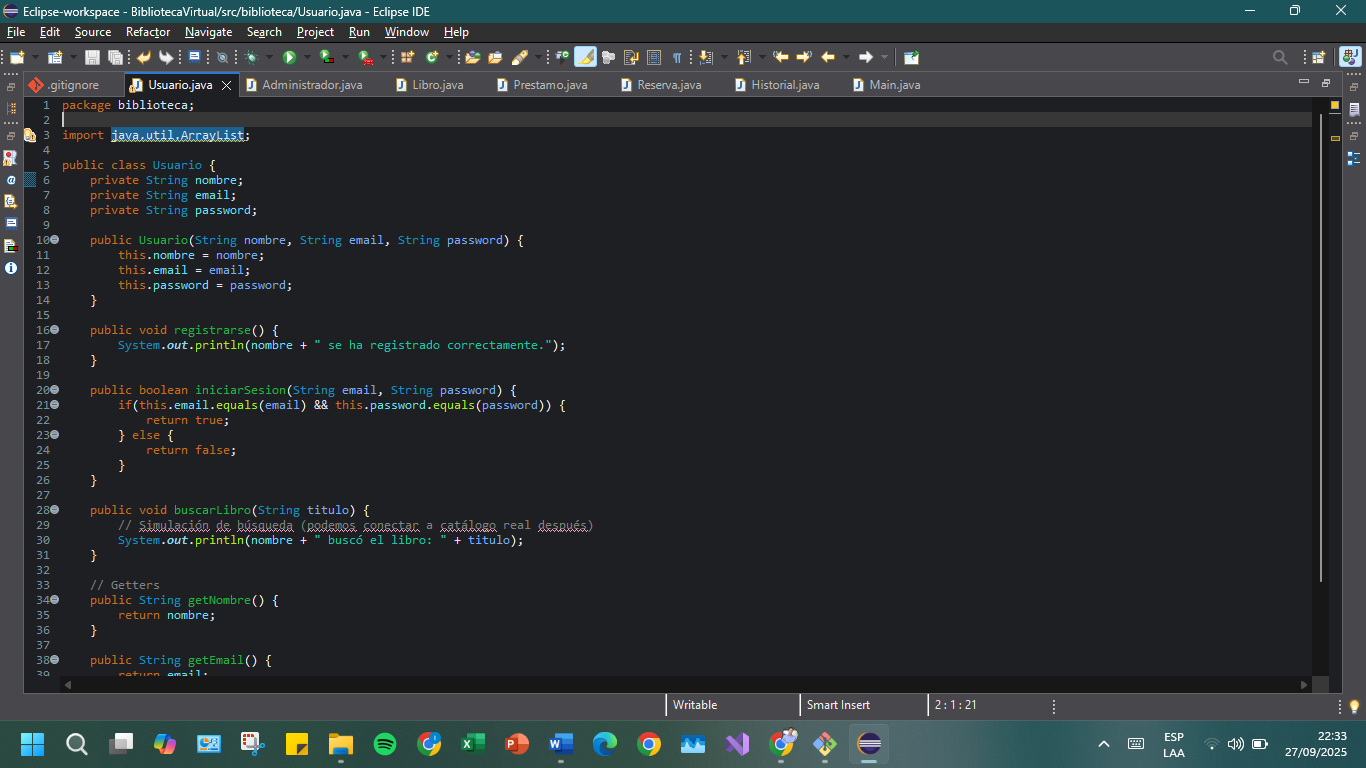 Eclipse-workspace - BibliotecaVirtual/src/biblioteca/Usuario.java - Eclipse IDE
File Edit Source Refactor Navigate Search Project Run Window Help
.gitignore Usuario.java Administrador.java Libro.java Prestamo.java Reserva.java Historial.java Main.java
1 package biblioteca;
2
3 import java.util.ArrayList;
4
5 public class Usuario {
6     private String nombre;
7     private String email;
8     private String password;
9
10     public Usuario(String nombre, String email, String password) {
11         this.nombre = nombre;
12         this.email = email;
13         this.password = password;
14     }
15
16     public void registrarse() {
17         System.out.println(nombre + " se ha registrado correctamente.");
18     }
19
20     public boolean iniciarSesion(String email, String password) {
21         if(this.email.equals(email) && this.password.equals(password)) {
22             return true;
23         } else {
24             return false;
25         }
26     }
27
28     public void buscarLibro(String titulo) {
29         // Simulación de búsqueda (podemos conectar a catálogo real después)
30         System.out.println(nombre + " buscó el libro: " + titulo);
31     }
32
33     // Getters
34     public String getNombre() {
35         return nombre;
36     }
37
38     public String getEmail() {
39         return email;
Writable Smart Insert 2 : 1 : 21
ESP 22:33
LAA 27/09/2025